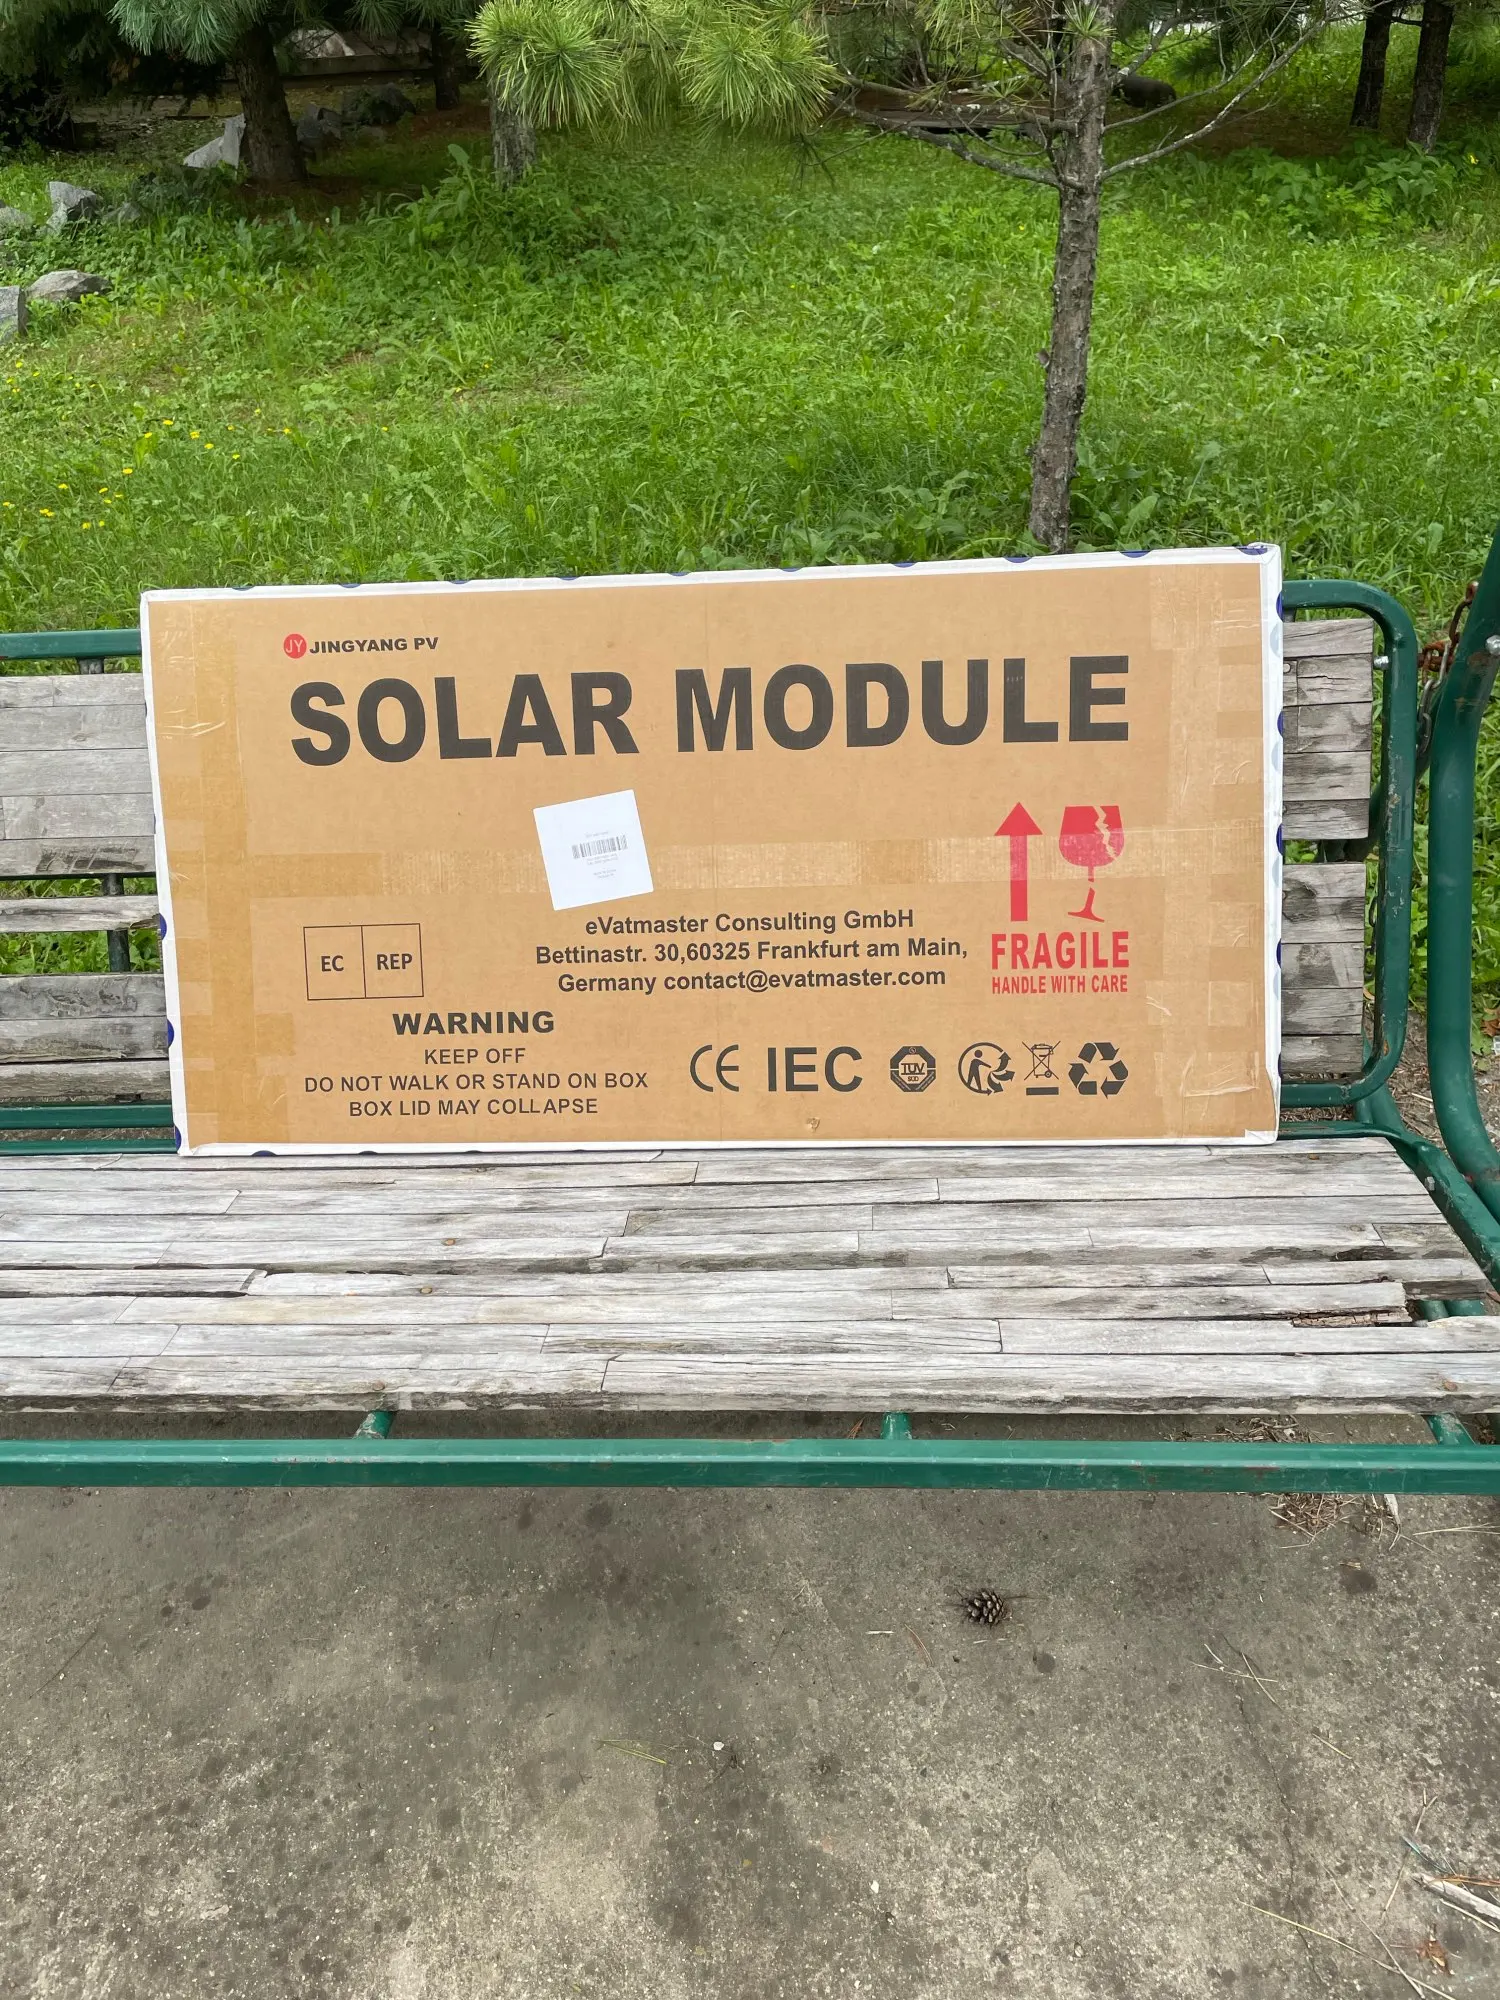 JY JINGYANG PV
SOLAR MODULE
eVatmaster Consulting GmbH
Bettinastr. 30,60325 Frankfurt am Main,
Germany contact@evatmaster.com
EC REP
FRAGILE
HANDLE WITH CARE
WARNING
KEEP OFF
DO NOT WALK OR STAND ON BOX
BOX LID MAY COLLAPSE
CE IEC TÜV SÜD